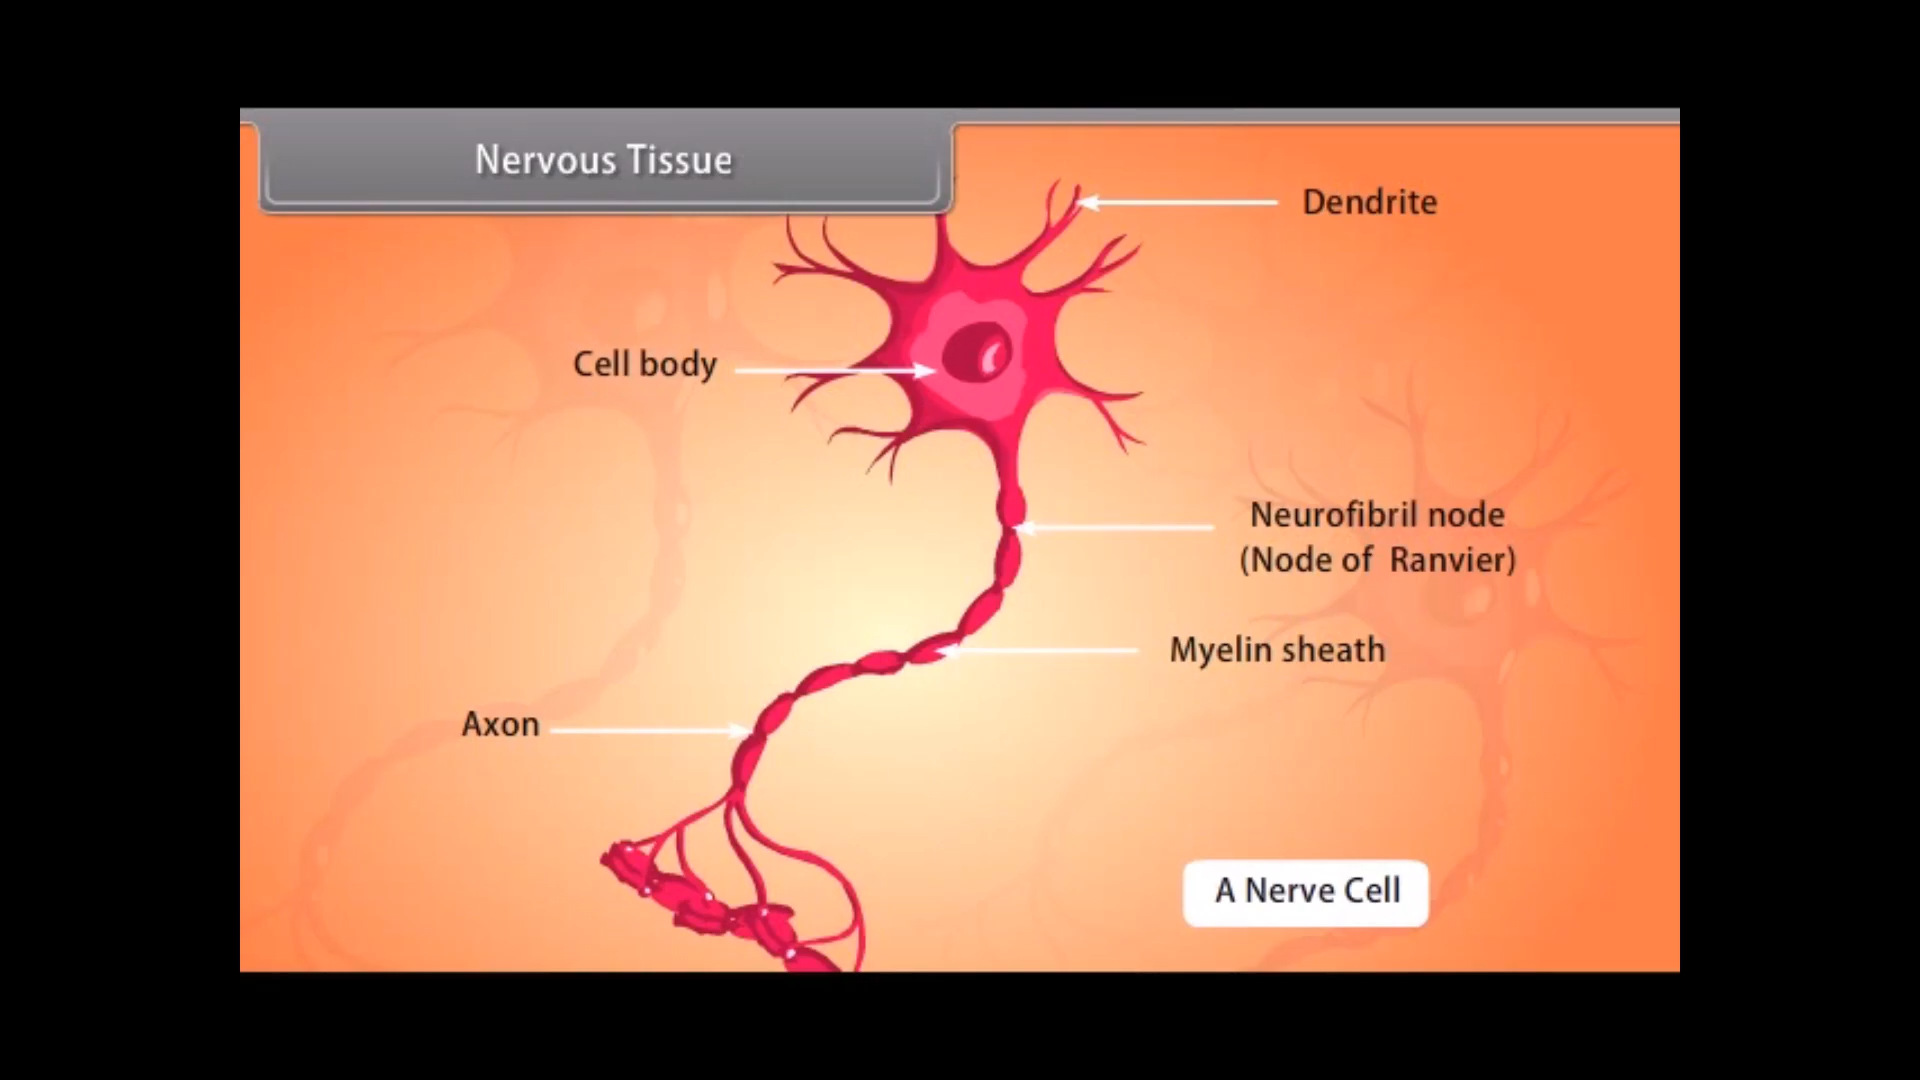 Nervous Tissue
Dendrite
Cell body
Neurofibril node
(Node of Ranvier)
Myelin sheath
Axon
A Nerve Cell